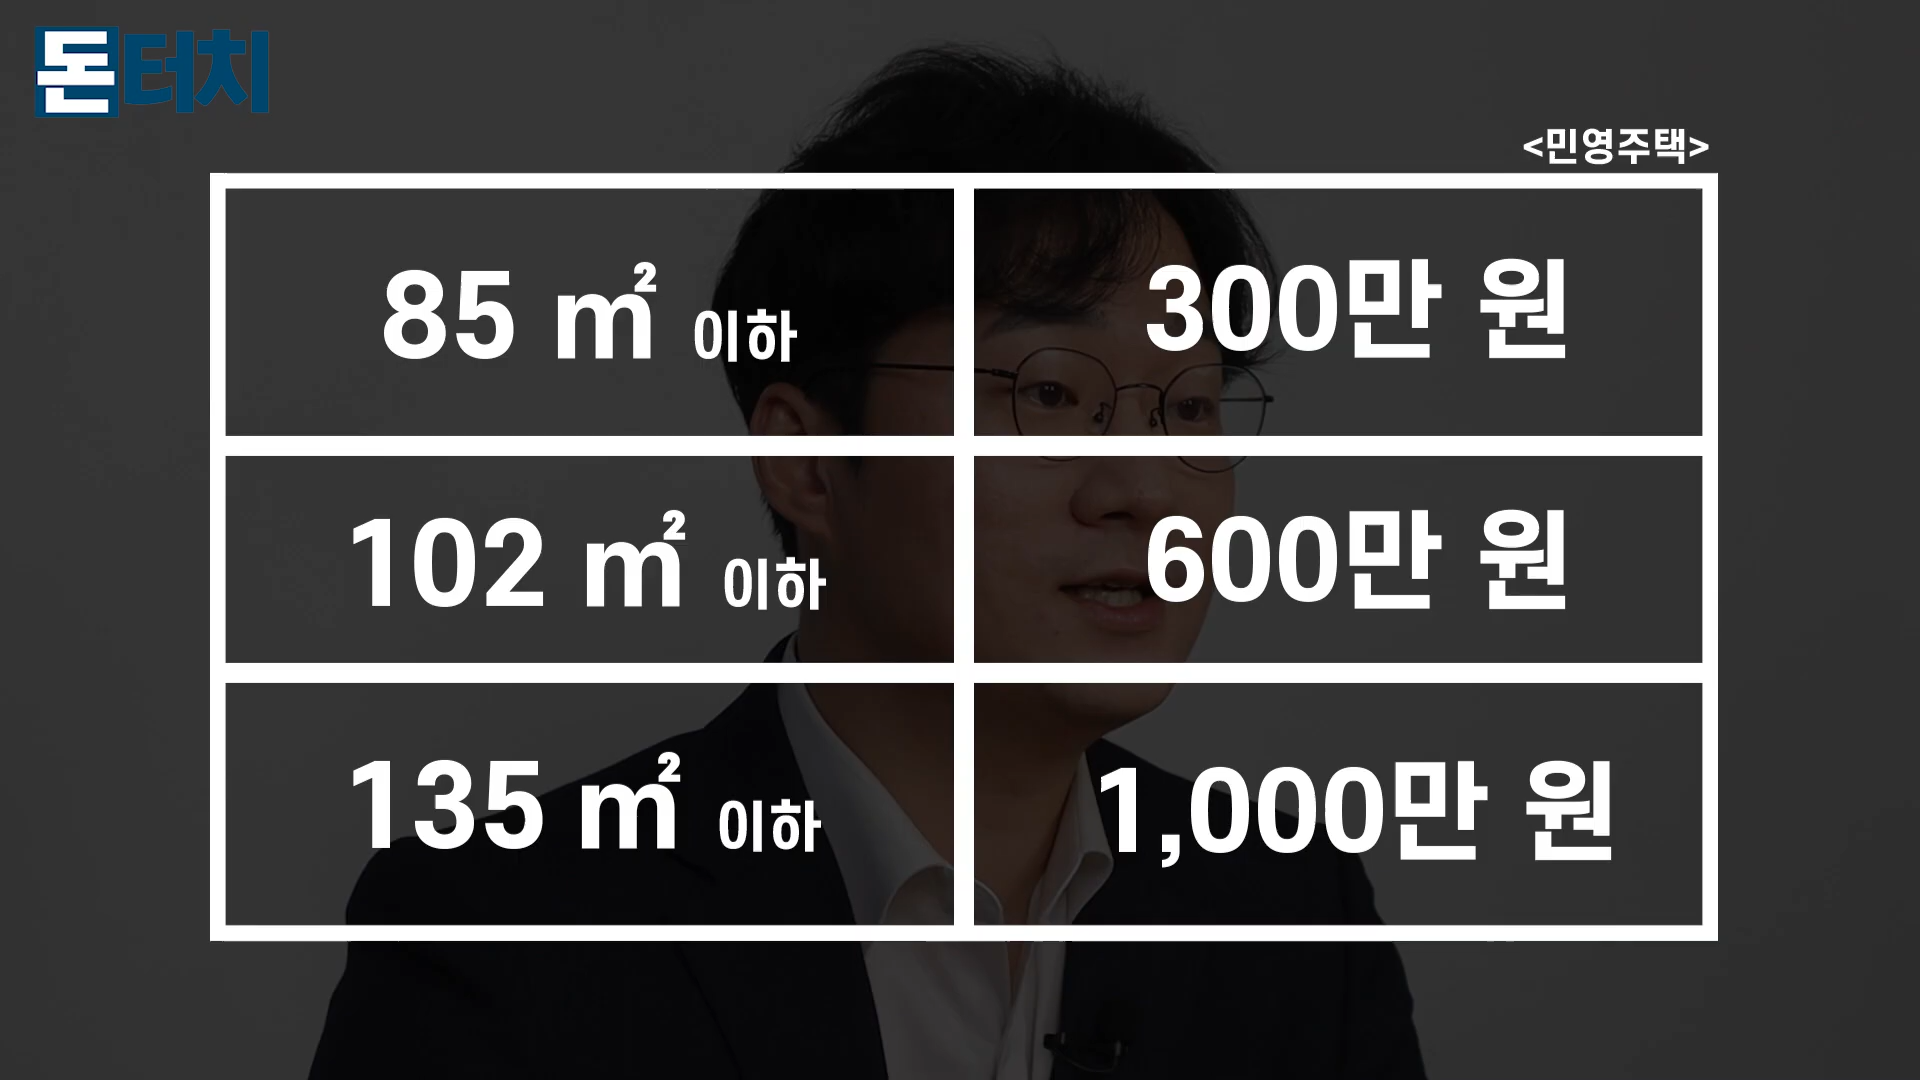 돈터치
<민영주택>
85 ㎡ 이하
300만 원
102 ㎡ 이하
600만 원
135 ㎡ 이하
1,000만 원